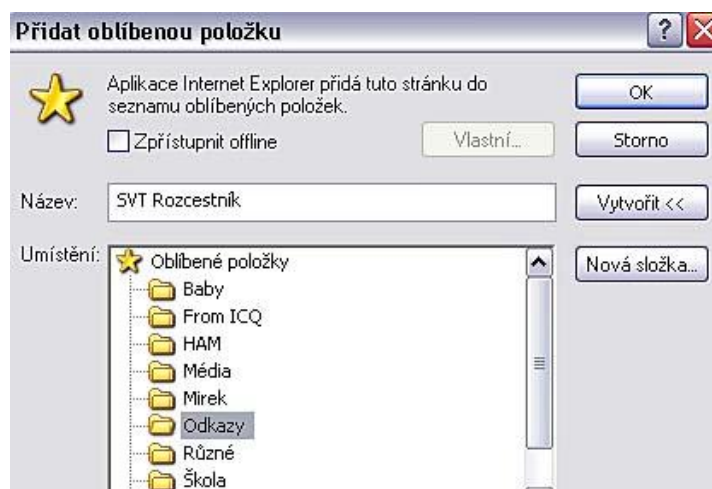 Přidat oblíbenou položku
Aplikace Internet Explorer přidá tuto stránku do
seznamu oblíbených položek.
OK
Zpřístupnit offline
Vlastní...
Storno
Název:
SVT Rozcestník
Vytvořit <<
Umístění:
Oblíbené položky
Nová složka...
Baby
From ICQ
HAM
Média
Mirek
Odkazy
Různé
Škola